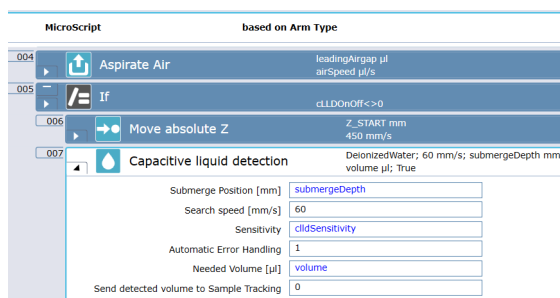 MicroScript based on Arm Type
004
Aspirate Air
leadingAirgap µl
airSpeed µl/s
005
If
cLLDOnOff<>0
006
Move absolute Z
Z_START mm
450 mm/s
007
Capacitive liquid detection
DeionizedWater; 60 mm/s; submergeDepth mm
volume µl; True
Submerge Position [mm] submergeDepth
Search speed [mm/s] 60
Sensitivity clldSensitivity
Automatic Error Handling 1
Needed Volume [µl] volume
Send detected volume to Sample Tracking 0